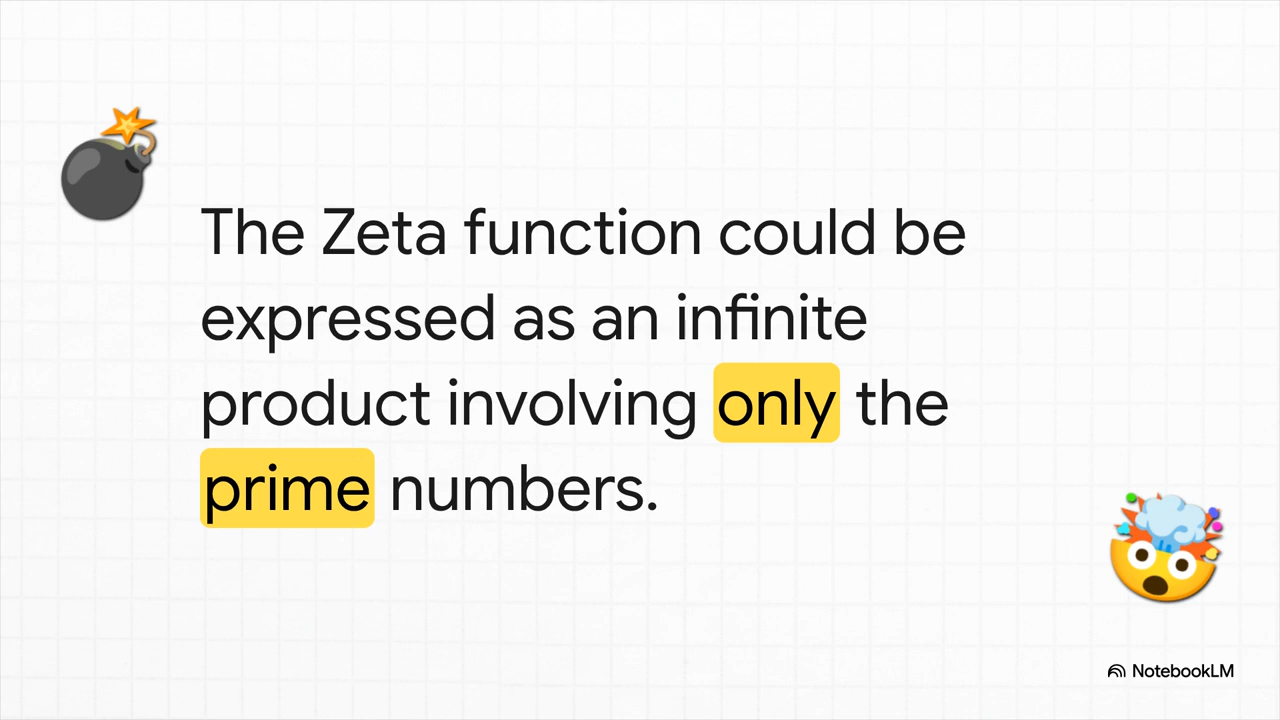 The Zeta function could be
expressed as an infinite
product involving only the
prime numbers.
NotebookLM